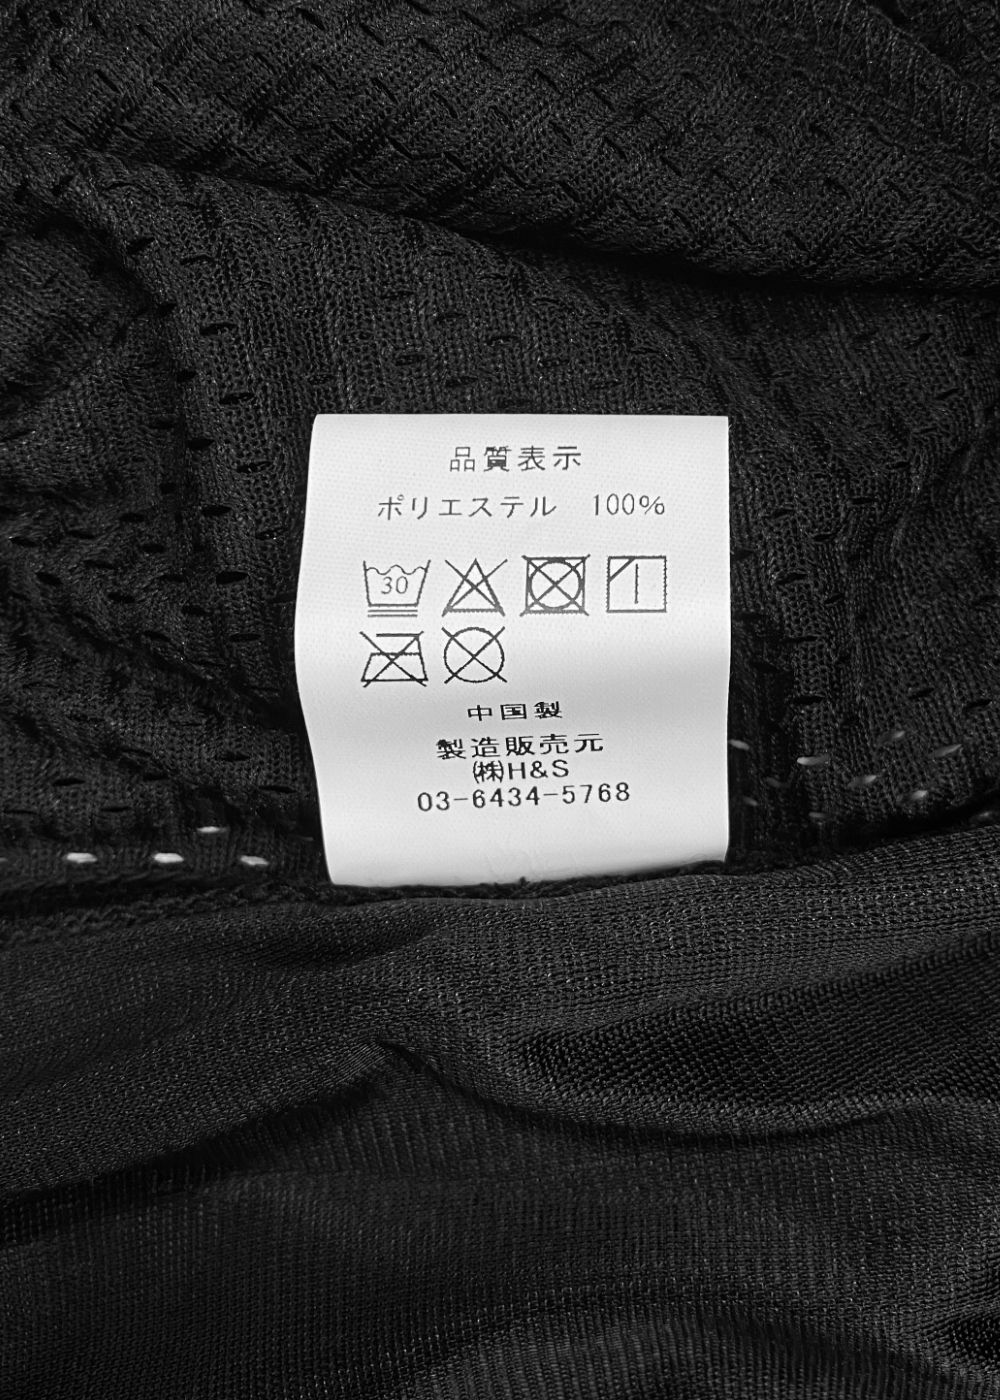 品質表示
ポリエステル 100%
30
中国製
製造販売元
㈱H&S
03-6434-5768